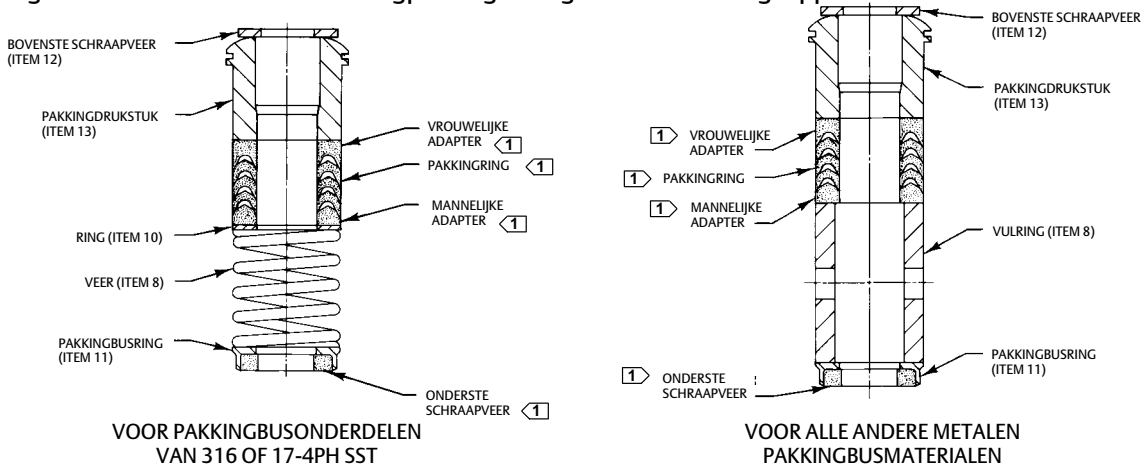 BOVENSTE SCHRAAPVEER
(ITEM 12)
PAKKINGDRUKSTUK
(ITEM 13)
VROUWELIJKE
ADAPTER 1
PAKKINGRING 1
MANNELIJKE
ADAPTER 1
RING (ITEM 10)
VEER (ITEM 8)
PAKKINGBUSRING
(ITEM 11)
ONDERSTE
SCHRAAPVEER 1
VOOR PAKKINGBUSONDERDELEN
VAN 316 OF 17-4PH SST
BOVENSTE SCHRAAPVEER
(ITEM 12)
PAKKINGDRUKSTUK
(ITEM 13)
1 VROUWELIJKE
ADAPTER
1 PAKKINGRING
1 MANNELIJKE
ADAPTER
VULRING (ITEM 8)
PAKKINGBUSRING
(ITEM 11)
1 ONDERSTE
SCHRAAPVEER
VOOR ALLE ANDERE METALEN
PAKKINGBUSMATERIALEN